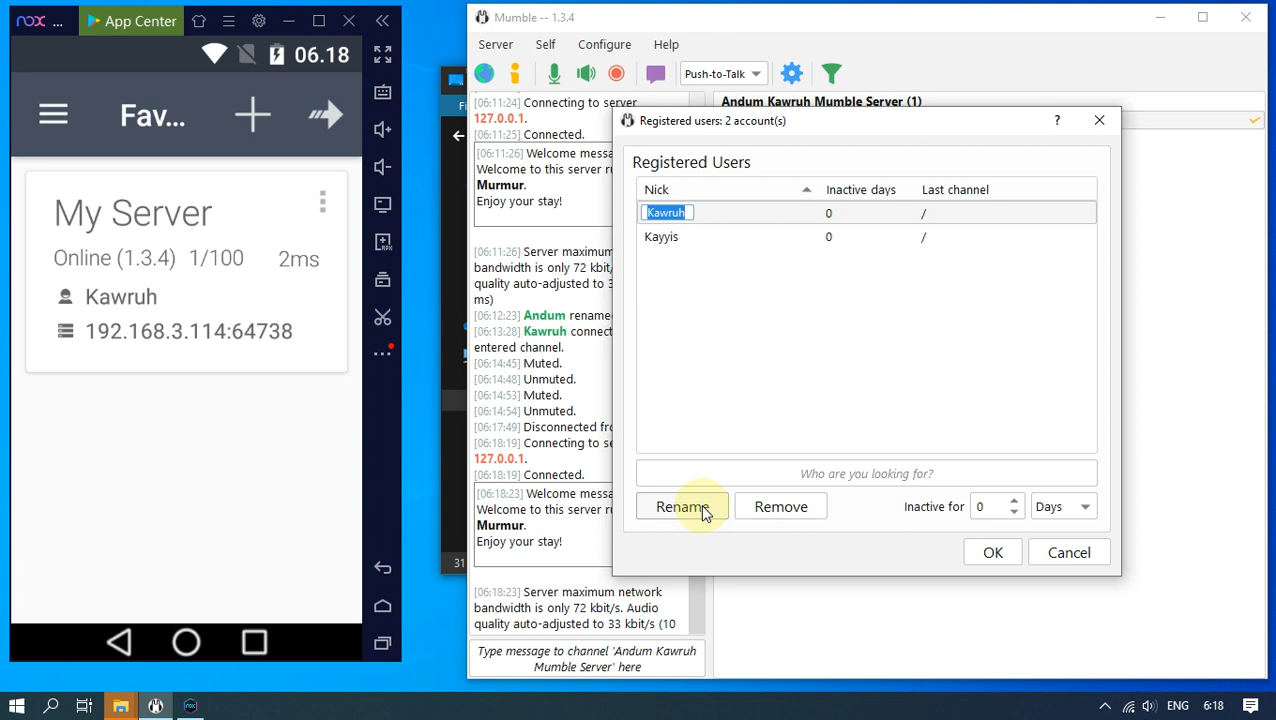 nox ...
App Center
06.18
Fav...
My Server
Online (1.3.4) 1/100 2ms
Kawruh
192.168.3.114:64738
Mumble -- 1.3.4
Server Self Configure Help
Push-to-Talk
[06:11:24] Connecting to server
127.0.0.1.
[06:11:25] Connected.
[06:11:26] Welcome messa
Welcome to this server ru
Murmur.
Enjoy your stay!
[06:11:26] Server maximum
bandwidth is only 72 kbit/
quality auto-adjusted to 3
ms)
[06:12:23] Andum renamed
[06:13:28] Kawruh connect
entered channel.
[06:14:45] Muted.
[06:14:48] Unmuted.
[06:14:53] Muted.
[06:14:54] Unmuted.
[06:17:49] Disconnected fro
[06:18:19] Connecting to se
127.0.0.1.
[06:18:19] Connected.
[06:18:23] Welcome messa
Welcome to this server ru
Murmur.
Enjoy your stay!
[06:18:23] Server maximum network
bandwidth is only 72 kbit/s. Audio
quality auto-adjusted to 33 kbit/s (10
Type message to channel 'Andum Kawruh
Mumble Server' here
Andum Kawruh Mumble Server (1)
Registered users: 2 account(s)
?
Registered Users
Nick Inactive days Last channel
Kawruh 0 /
Kayyis 0 /
Who are you looking for?
Rename Remove Inactive for 0 Days
OK Cancel
Fi
31
ENG 6:18